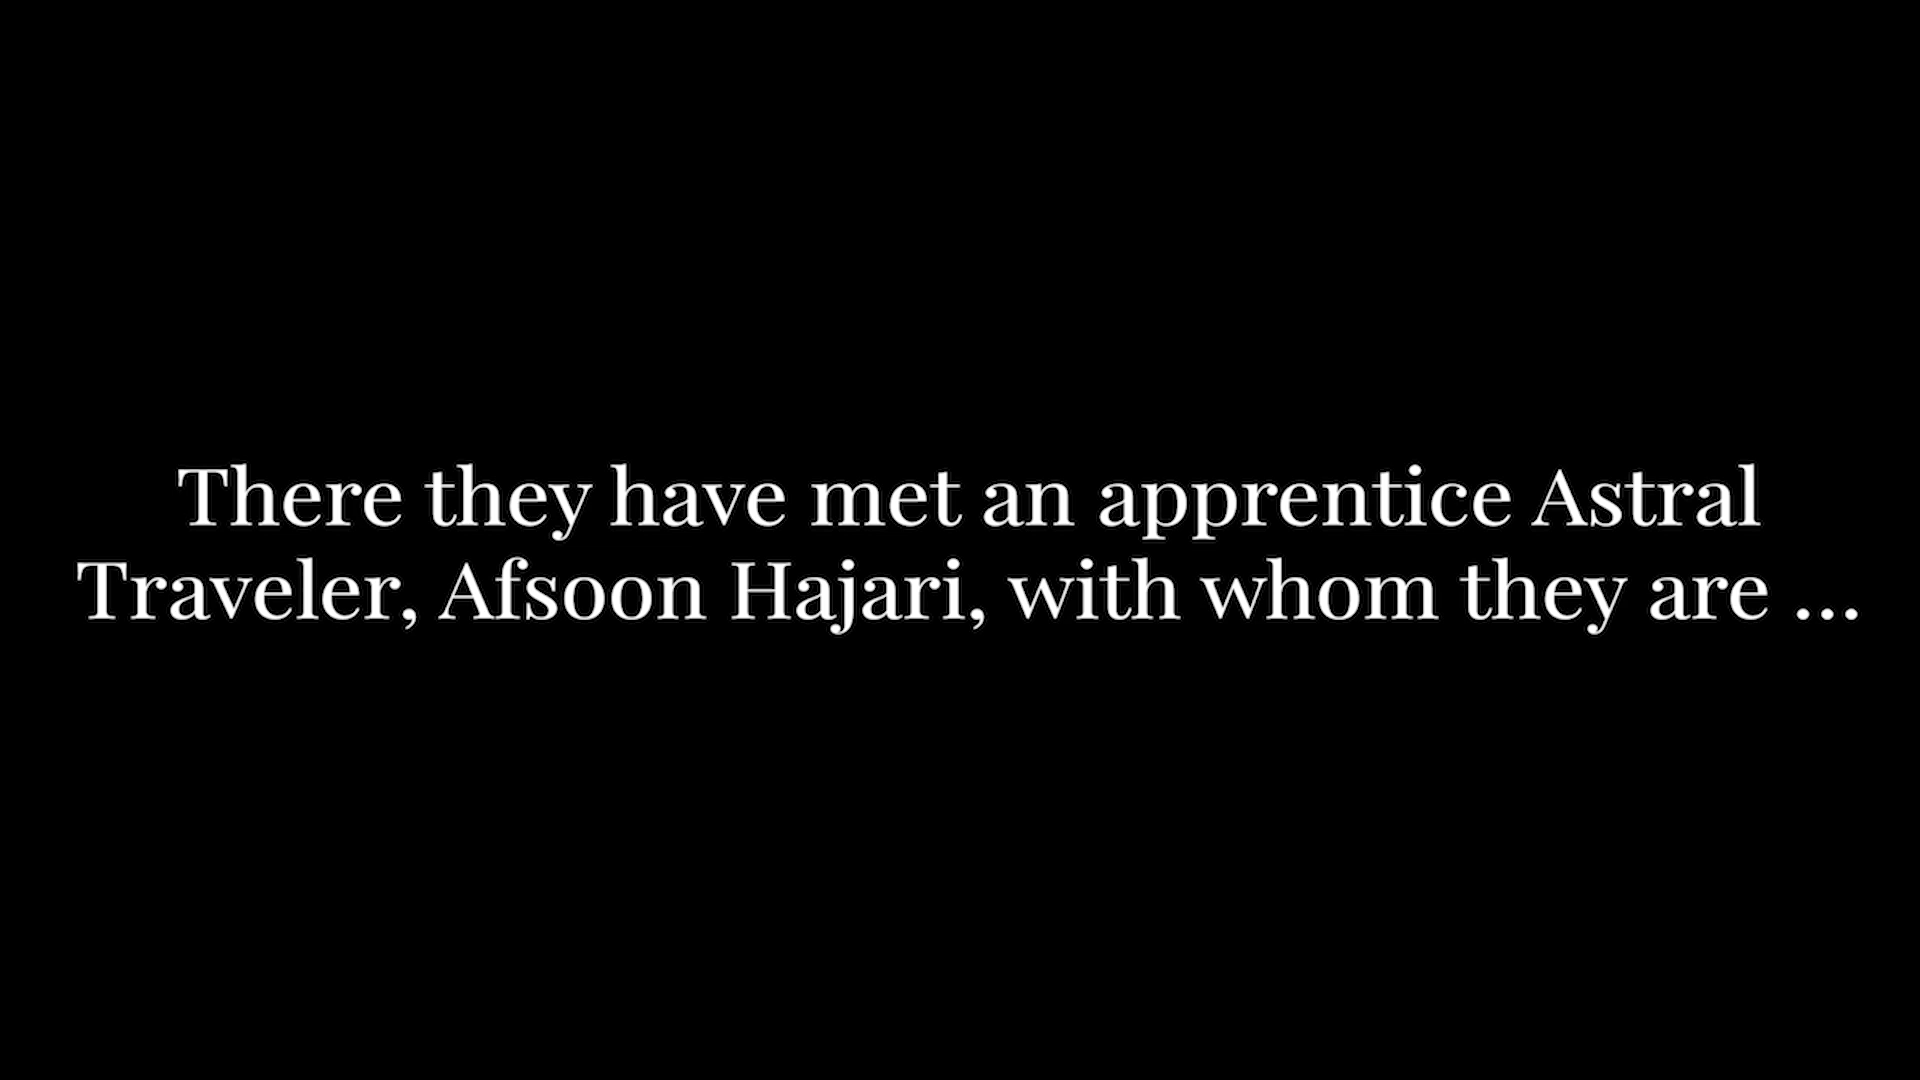 There they have met an apprentice Astral
Traveler, Afsoon Hajari, with whom they are ...